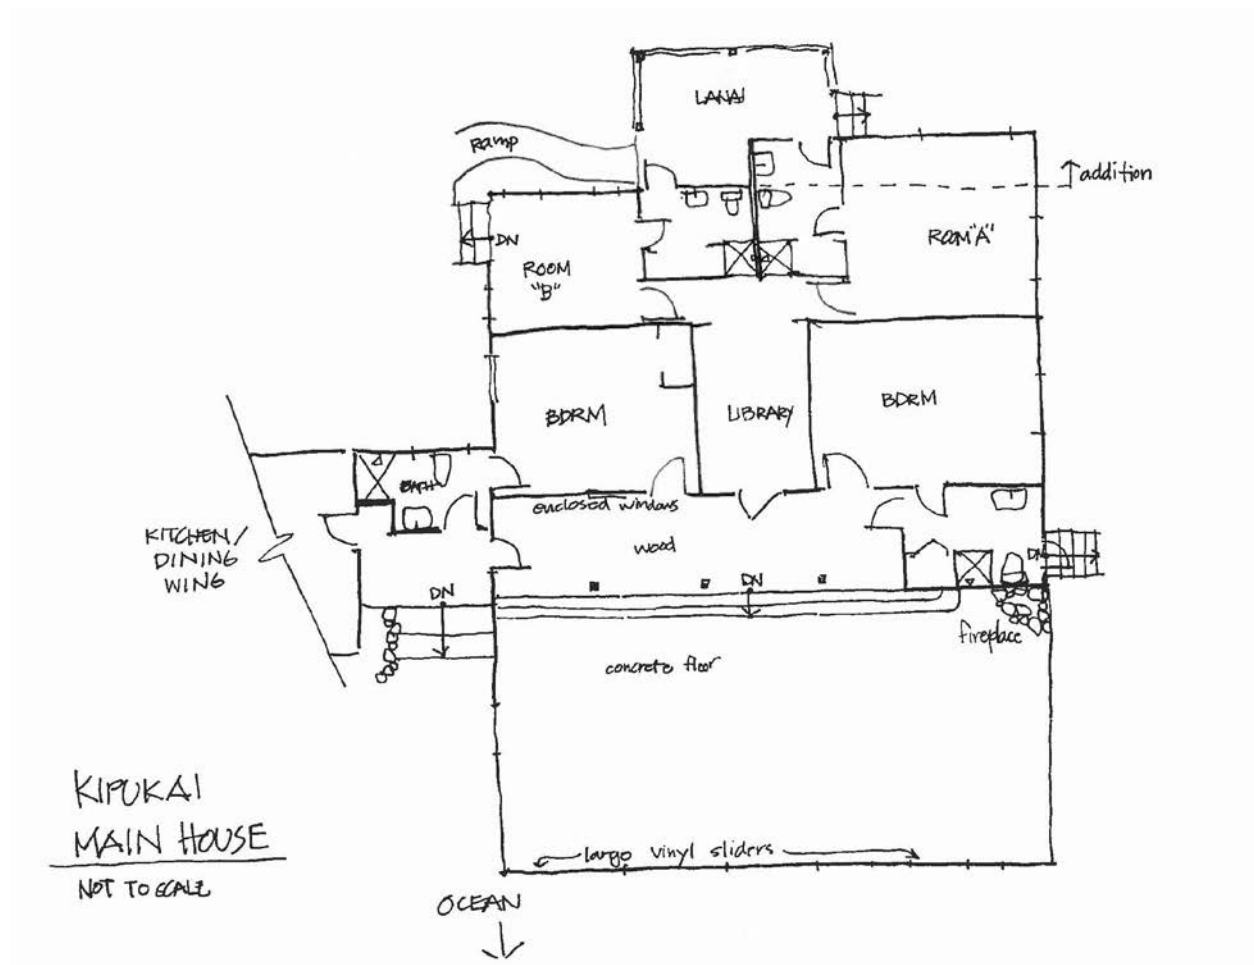 LANAI
Ramp
addition
DN
ROOM
"B"
ROOM "A"
BDRM
LIBRARY
BDRM
BATH
enclosed windows
wood
KITCHEN/
DINING
WING
DN
DN
DN
fireplace
concrete floor
KIPUKAI
MAIN HOUSE
NOT TO SCALE
large vinyl sliders
OCEAN